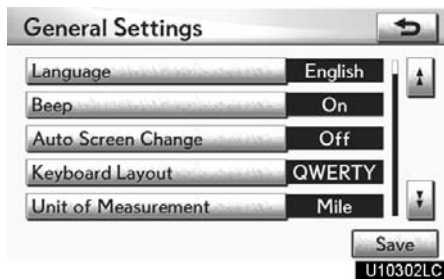 General Settings
Language English
Beep On
Auto Screen Change Off
Keyboard Layout QWERTY
Unit of Measurement Mile
Save
U10302LC